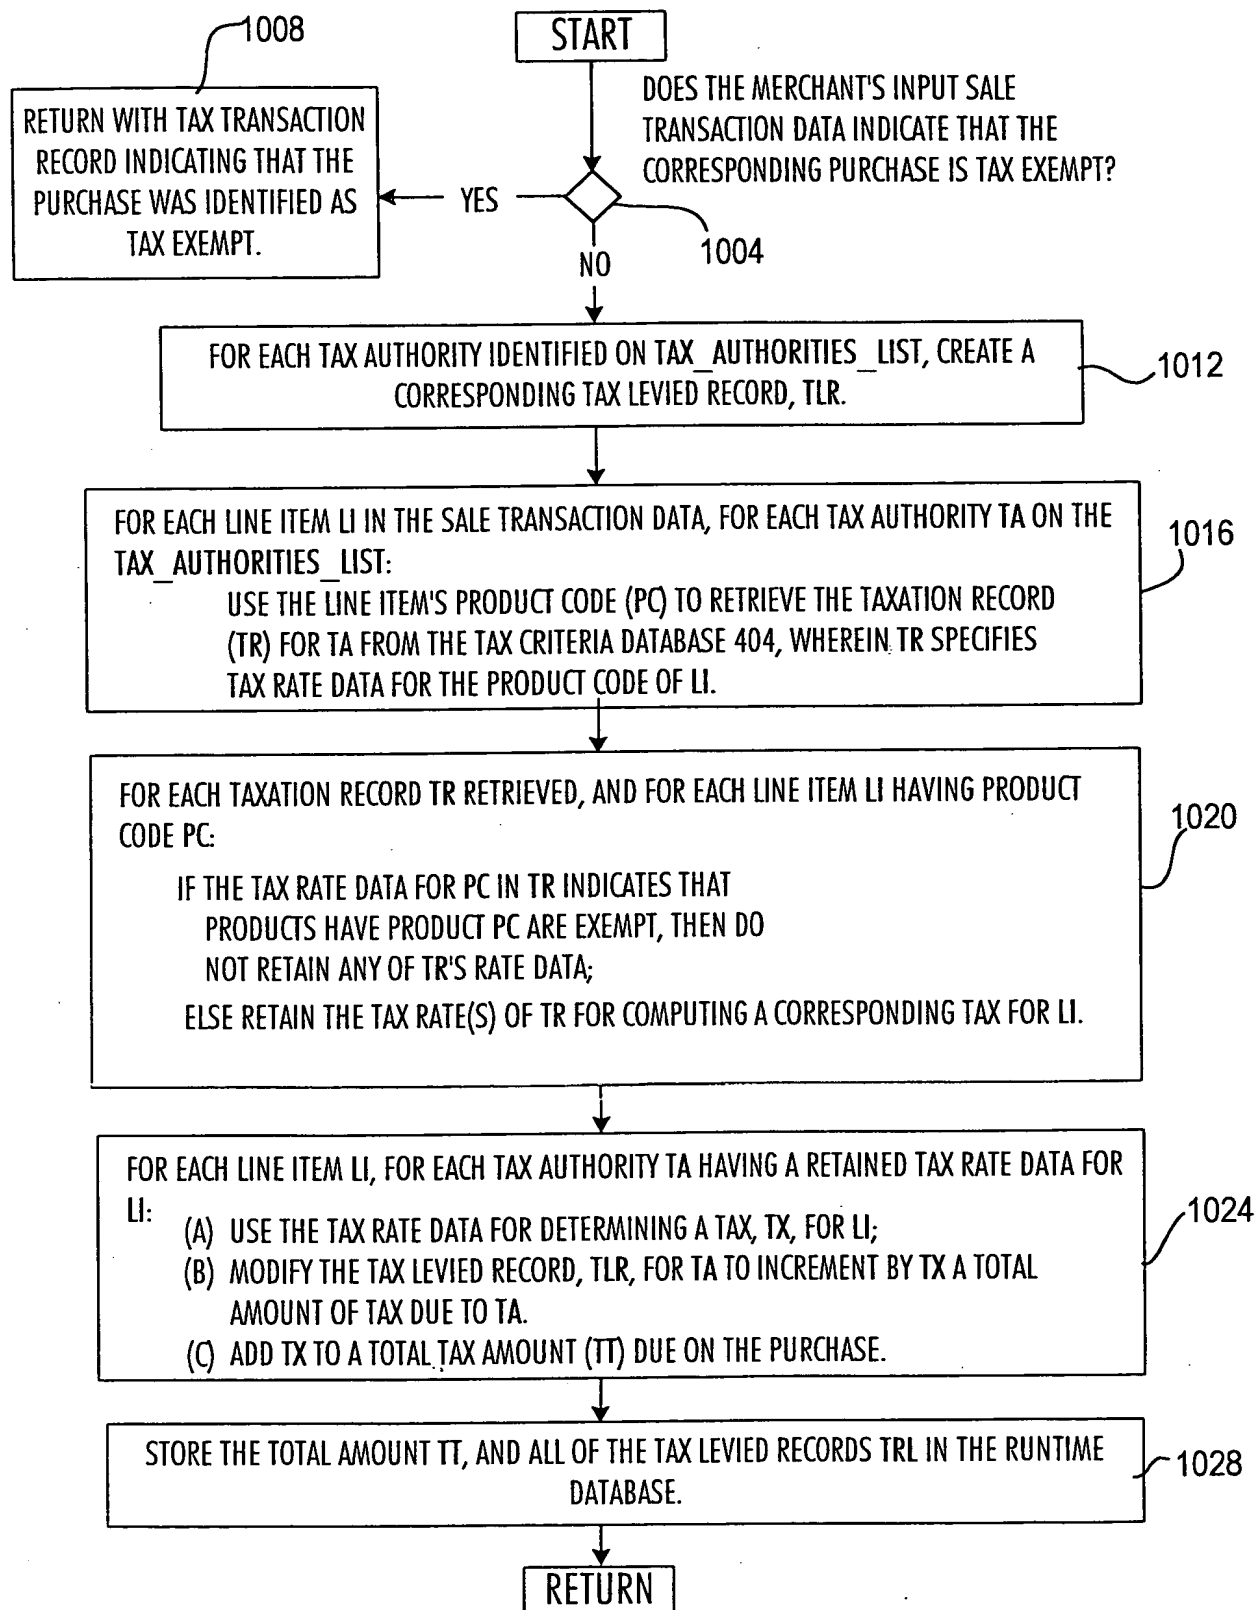 START
1008
DOES THE MERCHANT'S INPUT SALE
TRANSACTION DATA INDICATE THAT THE
CORRESPONDING PURCHASE IS TAX EXEMPT?
RETURN WITH TAX TRANSACTION
RECORD INDICATING THAT THE
PURCHASE WAS IDENTIFIED AS
TAX EXEMPT.
YES
1004
NO
FOR EACH TAX AUTHORITY IDENTIFIED ON TAX_AUTHORITIES_LIST, CREATE A
CORRESPONDING TAX LEVIED RECORD, TLR.
1012
FOR EACH LINE ITEM LI IN THE SALE TRANSACTION DATA, FOR EACH TAX AUTHORITY TA ON THE
TAX_AUTHORITIES_LIST:
USE THE LINE ITEM'S PRODUCT CODE (PC) TO RETRIEVE THE TAXATION RECORD
(TR) FOR TA FROM THE TAX CRITERIA DATABASE 404, WHEREIN TR SPECIFIES
TAX RATE DATA FOR THE PRODUCT CODE OF LI.
1016
FOR EACH TAXATION RECORD TR RETRIEVED, AND FOR EACH LINE ITEM LI HAVING PRODUCT
CODE PC:
IF THE TAX RATE DATA FOR PC IN TR INDICATES THAT
PRODUCTS HAVE PRODUCT PC ARE EXEMPT, THEN DO
NOT RETAIN ANY OF TR'S RATE DATA;
ELSE RETAIN THE TAX RATE(S) OF TR FOR COMPUTING A CORRESPONDING TAX FOR LI.
1020
FOR EACH LINE ITEM LI, FOR EACH TAX AUTHORITY TA HAVING A RETAINED TAX RATE DATA FOR
LI:
(A) USE THE TAX RATE DATA FOR DETERMINING A TAX, TX, FOR LI;
(B) MODIFY THE TAX LEVIED RECORD, TLR, FOR TA TO INCREMENT BY TX A TOTAL
AMOUNT OF TAX DUE TO TA.
(C) ADD TX TO A TOTAL TAX AMOUNT (TT) DUE ON THE PURCHASE.
1024
STORE THE TOTAL AMOUNT TT, AND ALL OF THE TAX LEVIED RECORDS TRL IN THE RUNTIME
DATABASE.
1028
RETURN